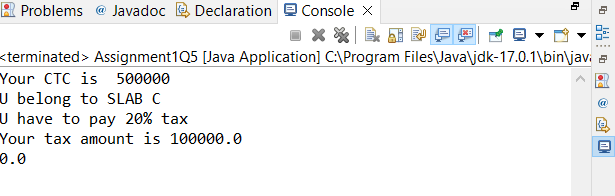 Problems @ Javadoc Declaration Console
<terminated> Assignment1Q5 [Java Application] C:\Program Files\Java\jdk-17.0.1\bin\java
Your CTC is  500000
U belong to SLAB C
U have to pay 20% tax
Your tax amount is 100000.0
0.0